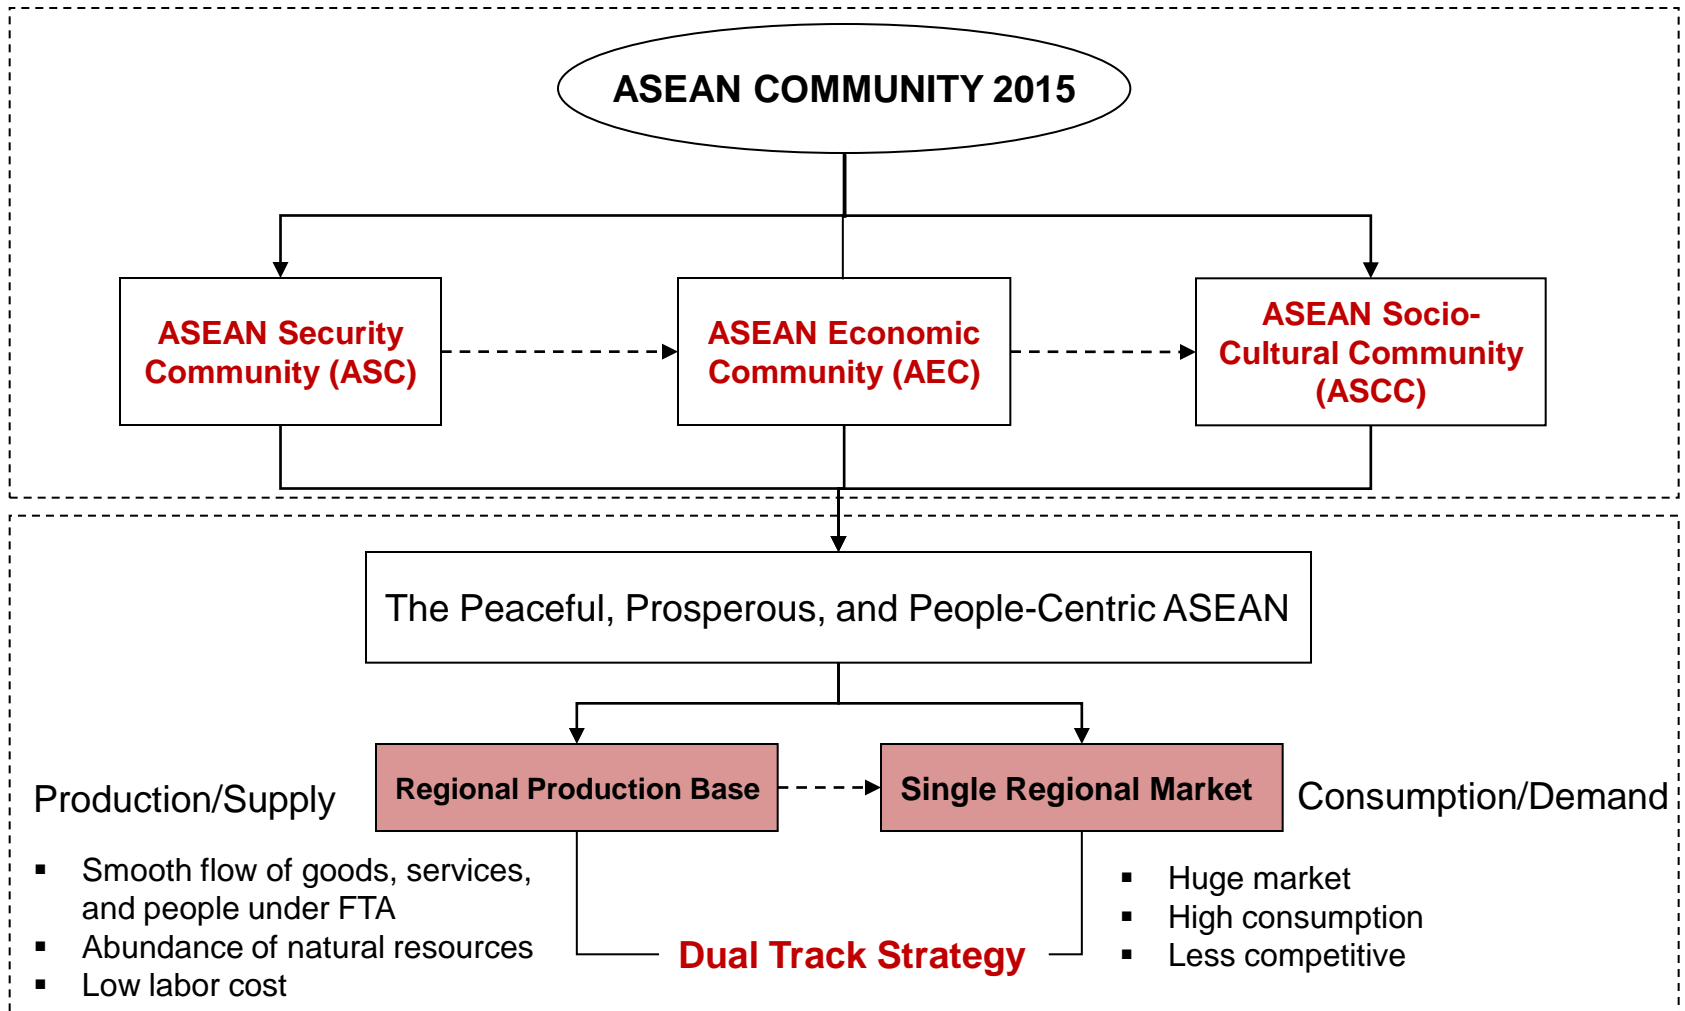 ASEAN COMMUNITY 2015
ASEAN Security
Community (ASC)
ASEAN Economic
Community (AEC)
ASEAN Socio-
Cultural Community
(ASCC)
The Peaceful, Prosperous, and People-Centric ASEAN
Production/Supply
Regional Production Base
Single Regional Market
Consumption/Demand
▪ Smooth flow of goods, services,
and people under FTA
▪ Abundance of natural resources
▪ Low labor cost
Dual Track Strategy
▪ Huge market
▪ High consumption
▪ Less competitive